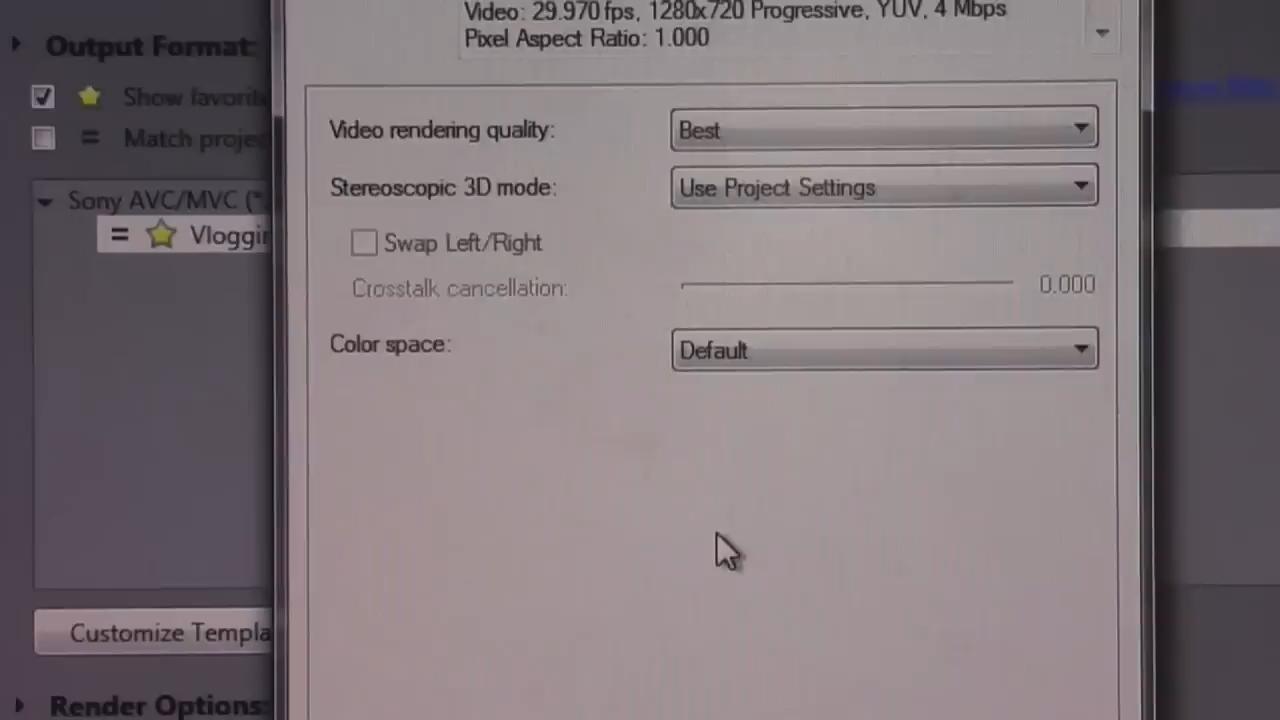 Video: 29.970 fps, 1280x720 Progressive, YUV, 4 Mbps
Pixel Aspect Ratio: 1.000
Output Format:
Show favorit
Match projec
Sony AVC/MVC (*.
= Vloggin
Customize Templa
Render Options:
Video rendering quality: Best
Stereoscopic 3D mode: Use Project Settings
Swap Left/Right
Crosstalk cancellation: 0.000
Color space: Default